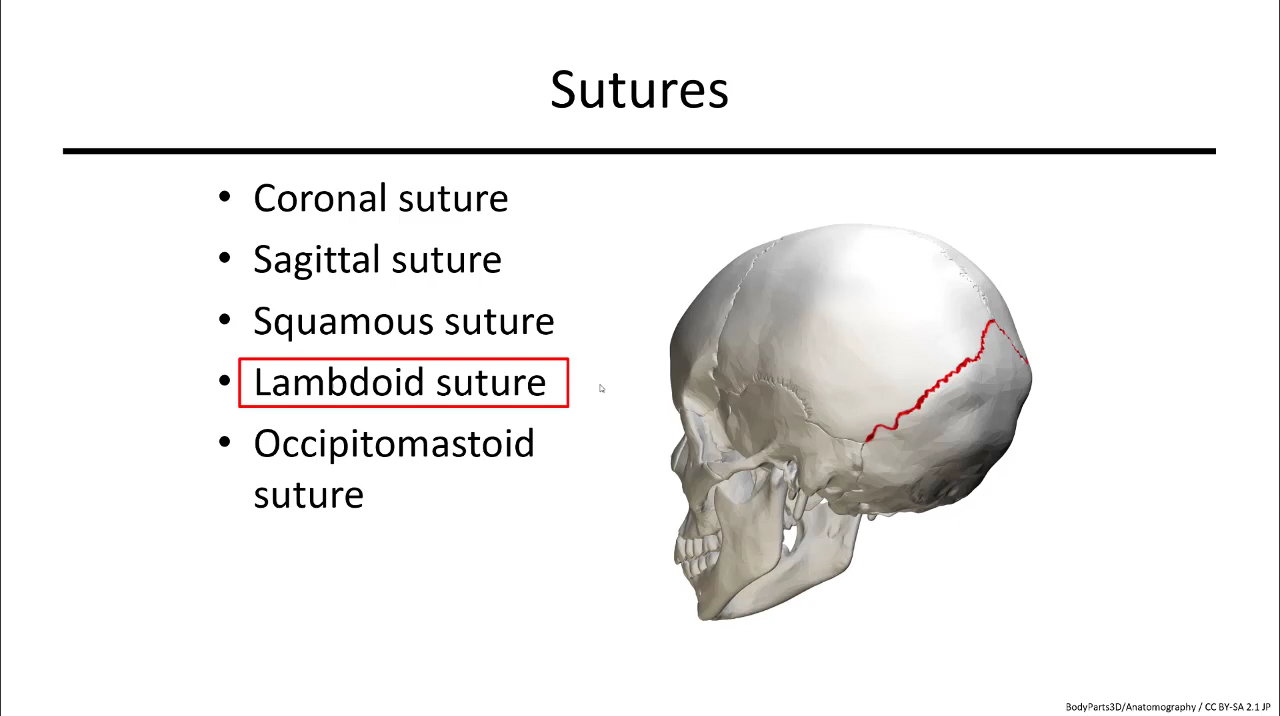 Sutures
• Coronal suture
• Sagittal suture
• Squamous suture
• Lambdoid suture
• Occipitomastoid
suture
BodyParts3D/Anatomography / CC BY-SA 2.1 JP